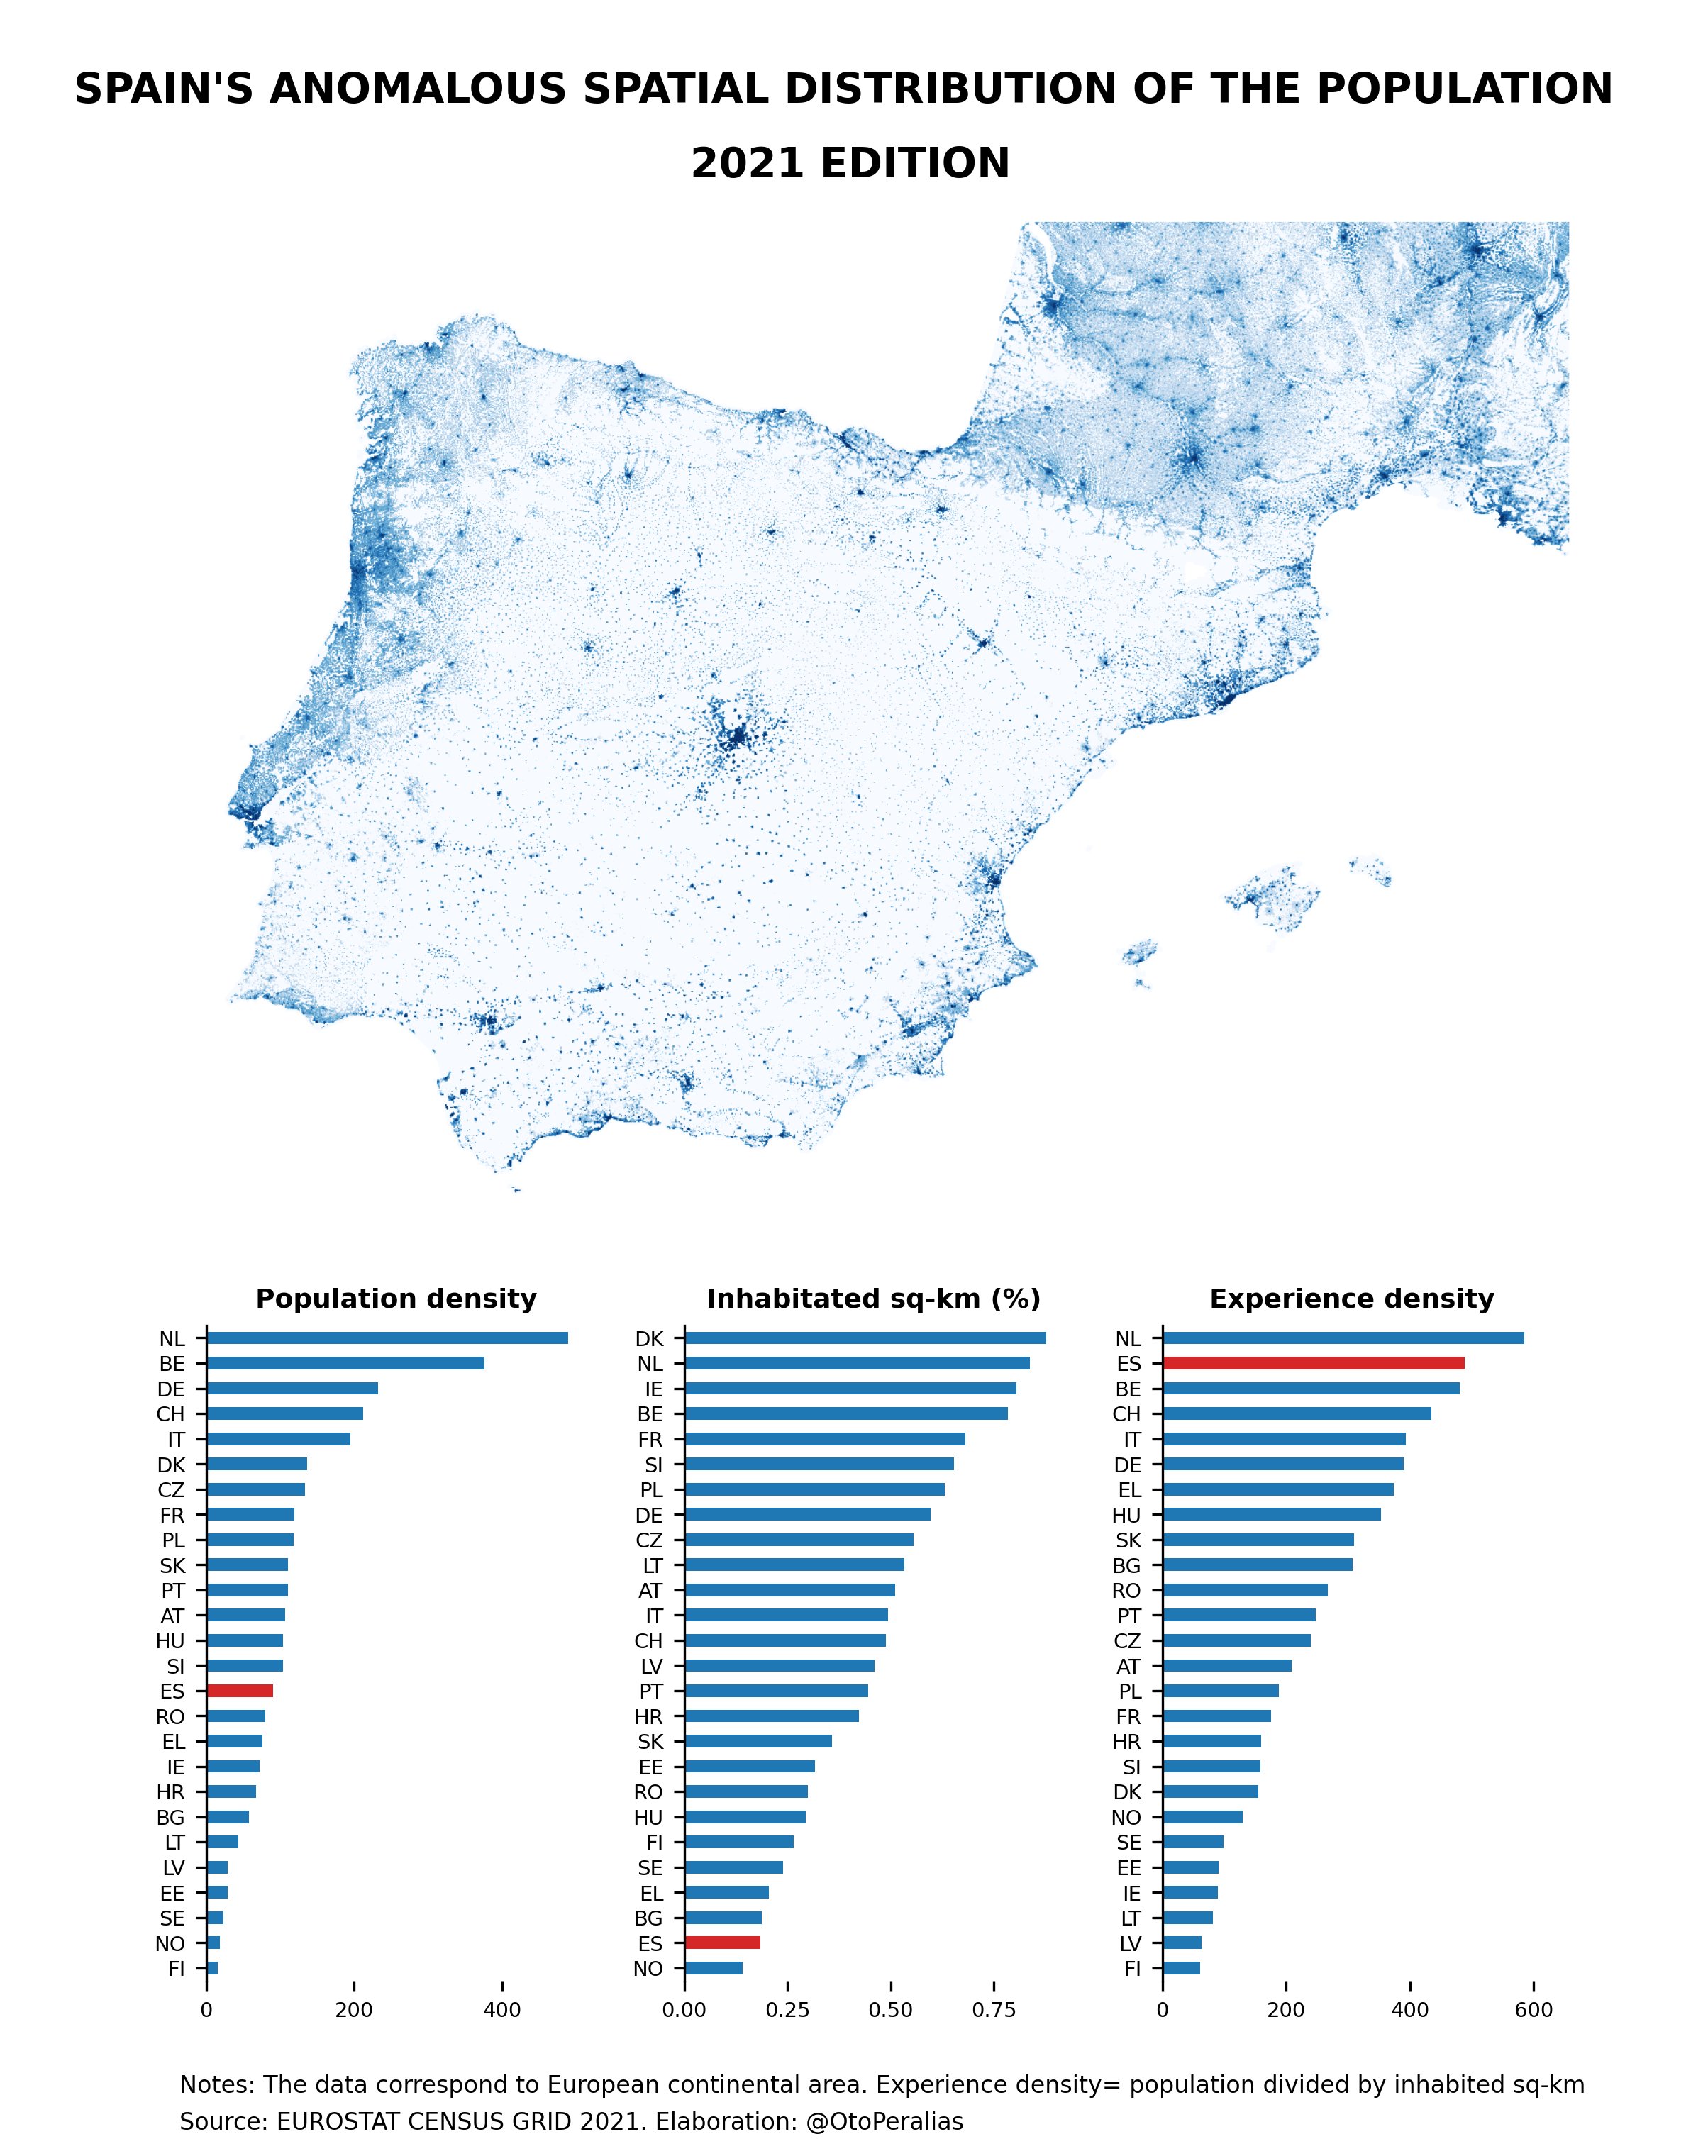 SPAIN'S ANOMALOUS SPATIAL DISTRIBUTION OF THE POPULATION
2021 EDITION
Population density
NL
BE
DE
CH
IT
DK
CZ
FR
PL
SK
PT
AT
HU
SI
ES
RO
EL
IE
HR
BG
LT
LV
EE
SE
NO
FI
0 200 400
Inhabitated sq-km (%)
DK
NL
IE
BE
FR
SI
PL
DE
CZ
LT
AT
IT
CH
LV
PT
HR
SK
EE
RO
HU
FI
SE
EL
BG
ES
NO
0.00 0.25 0.50 0.75
Experience density
NL
ES
BE
CH
IT
DE
EL
HU
SK
BG
RO
PT
CZ
AT
PL
FR
HR
SI
DK
NO
SE
EE
IE
LT
LV
FI
0 200 400 600
Notes: The data correspond to European continental area. Experience density= population divided by inhabited sq-km
Source: EUROSTAT CENSUS GRID 2021. Elaboration: @OtoPeralias